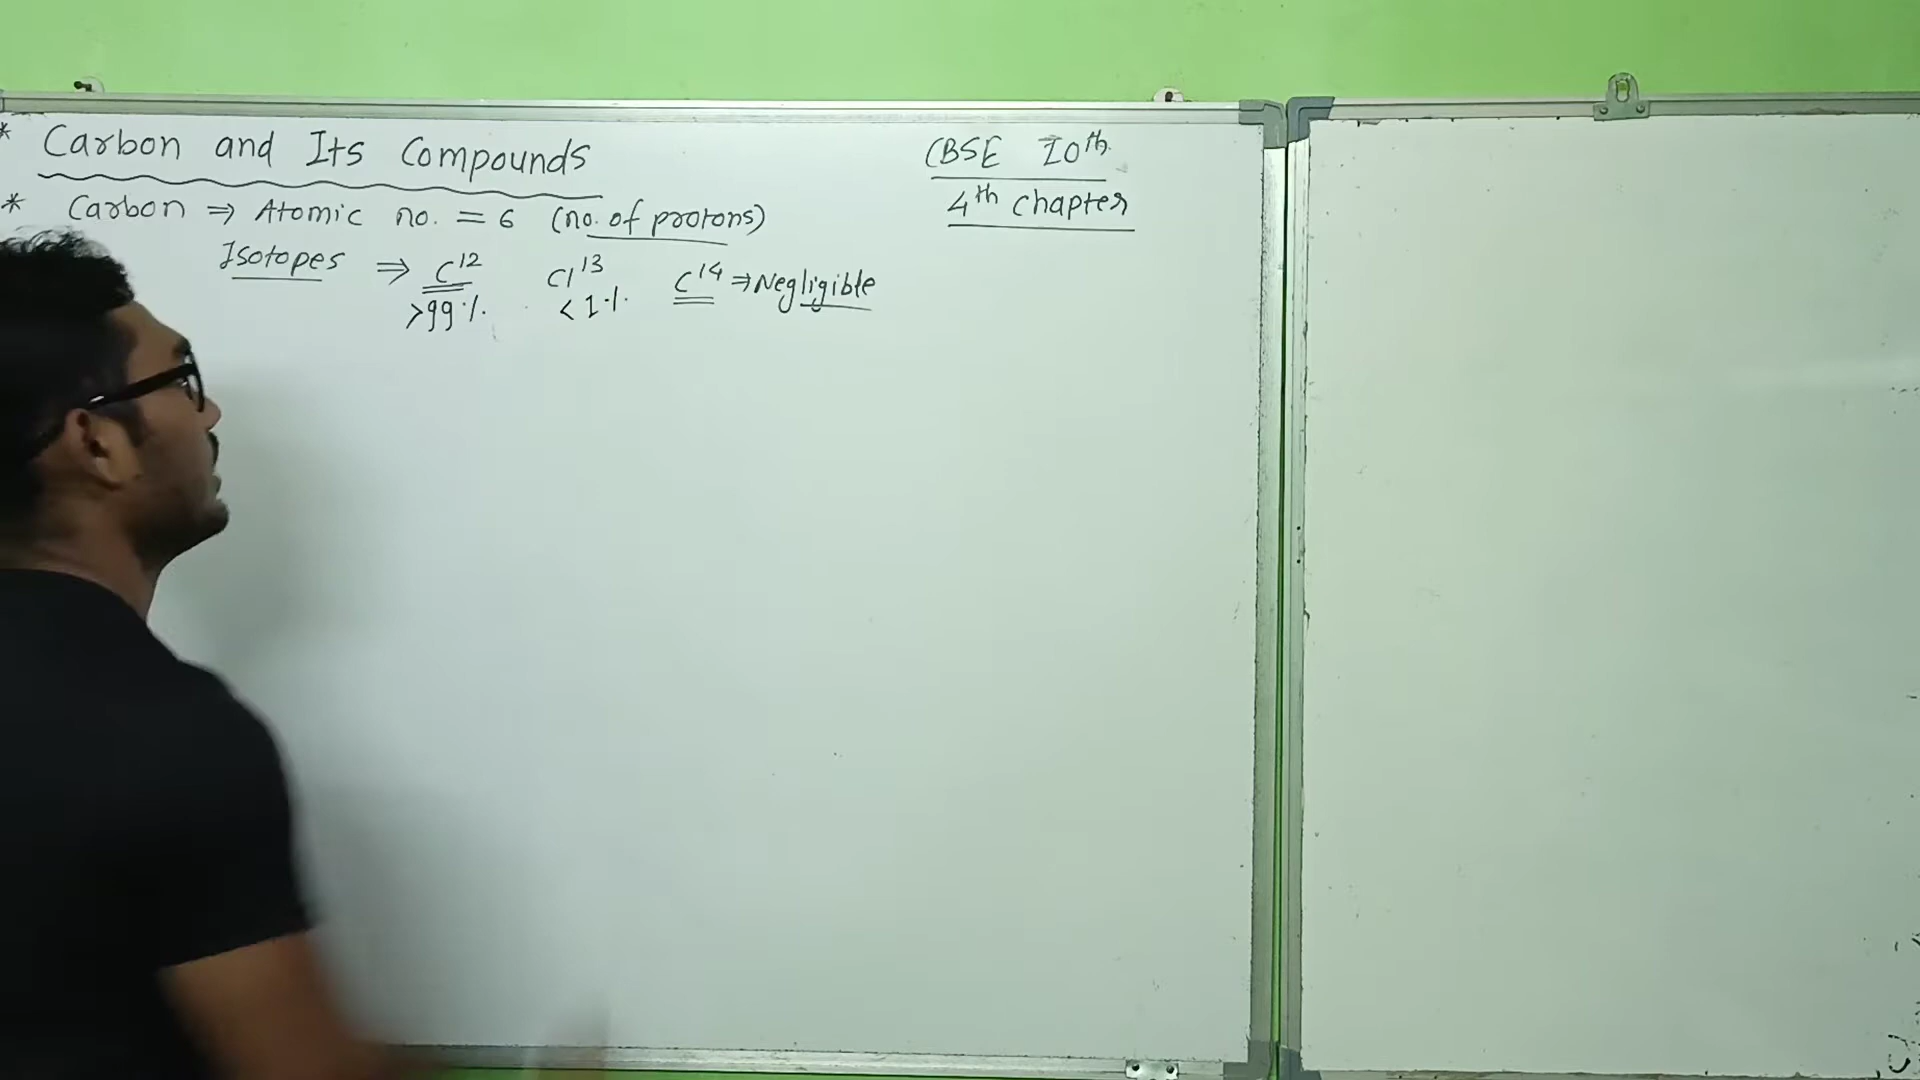 * Carbon and Its Compounds
CBSE 10th
4th chapter
* Carbon ⇒ Atomic no. = 6 (no. of protons)
Isotopes ⇒ C¹² Cl¹³ C¹⁴ ⇒ Negligible
>99% <1%